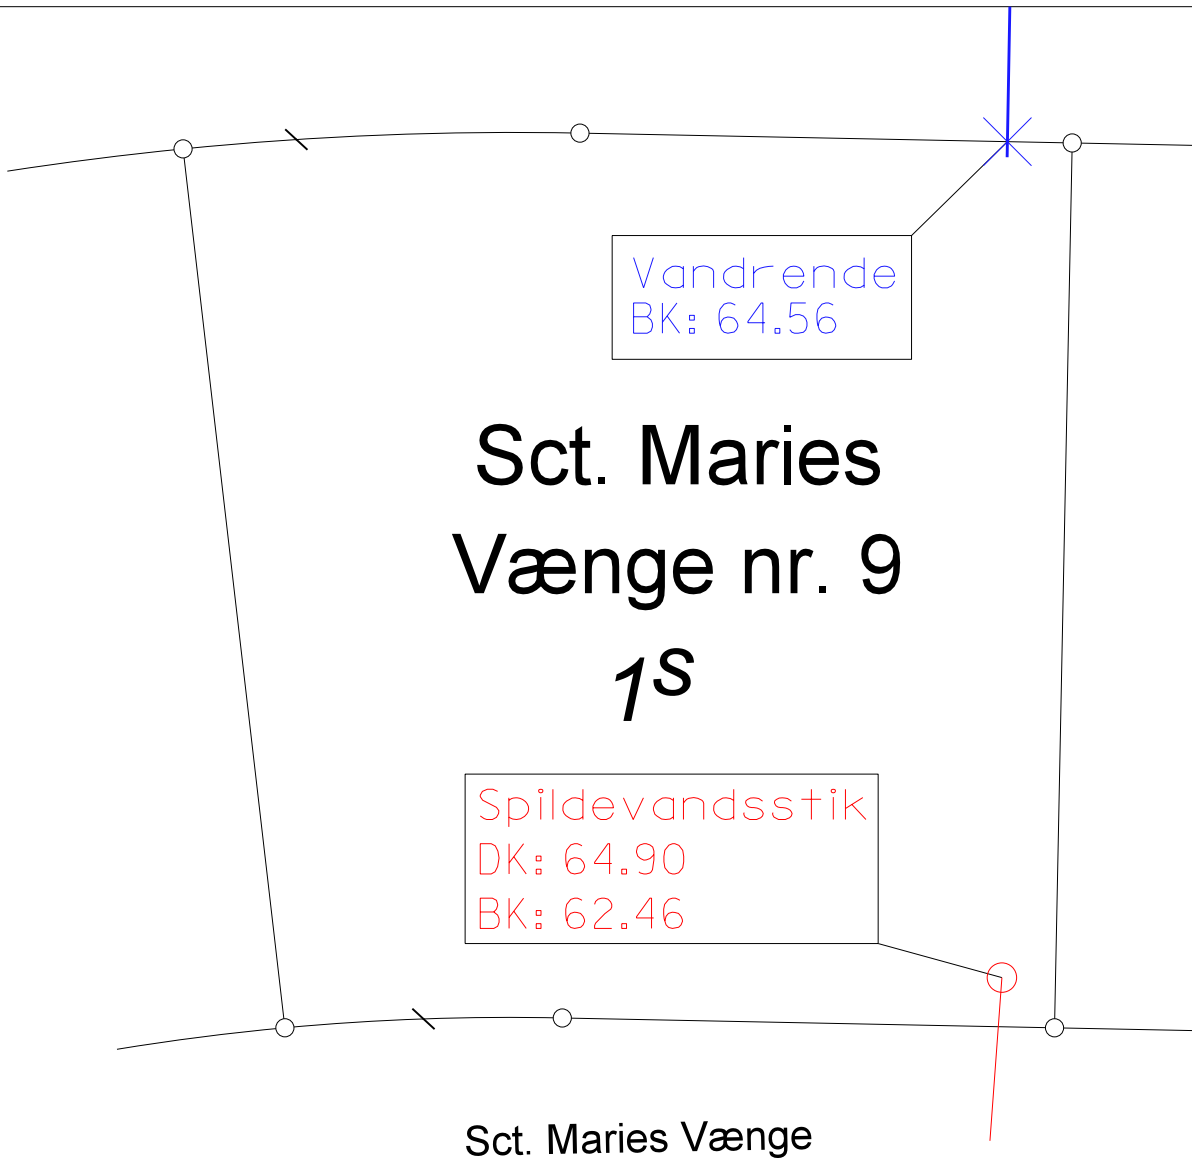 Vandrende
BK: 64.56
Sct. Maries
Vænge nr. 9
1s
Spildevandsstik
DK: 64.90
BK: 62.46
Sct. Maries Vænge